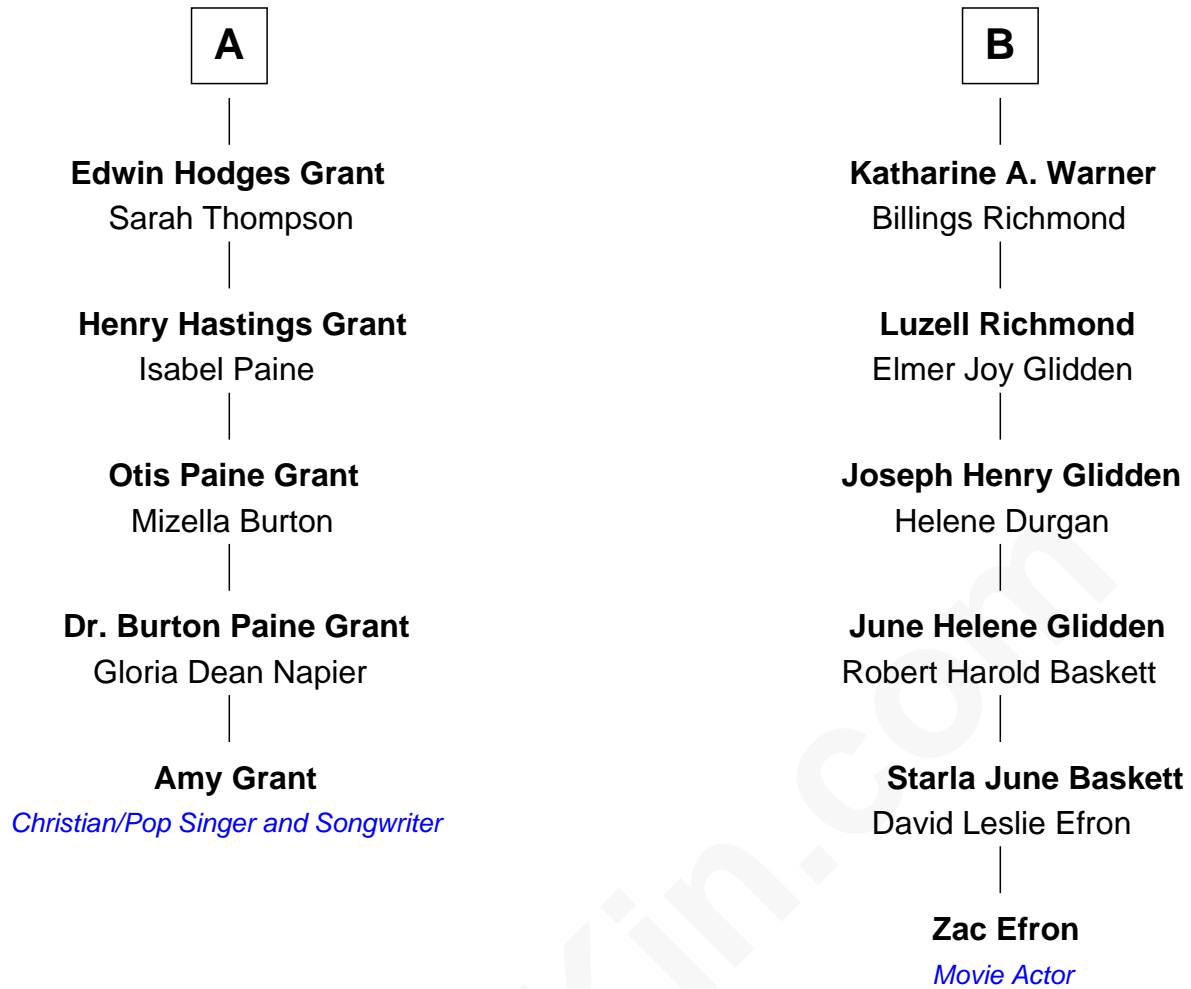 A
Edwin Hodges Grant
Sarah Thompson
Henry Hastings Grant
Isabel Paine
Otis Paine Grant
Mizella Burton
Dr. Burton Paine Grant
Gloria Dean Napier
Amy Grant
Christian/Pop Singer and Songwriter
B
Katharine A. Warner
Billings Richmond
Luzell Richmond
Elmer Joy Glidden
Joseph Henry Glidden
Helene Durgan
June Helene Glidden
Robert Harold Baskett
Starla June Baskett
David Leslie Efron
Zac Efron
Movie Actor
Kin.com